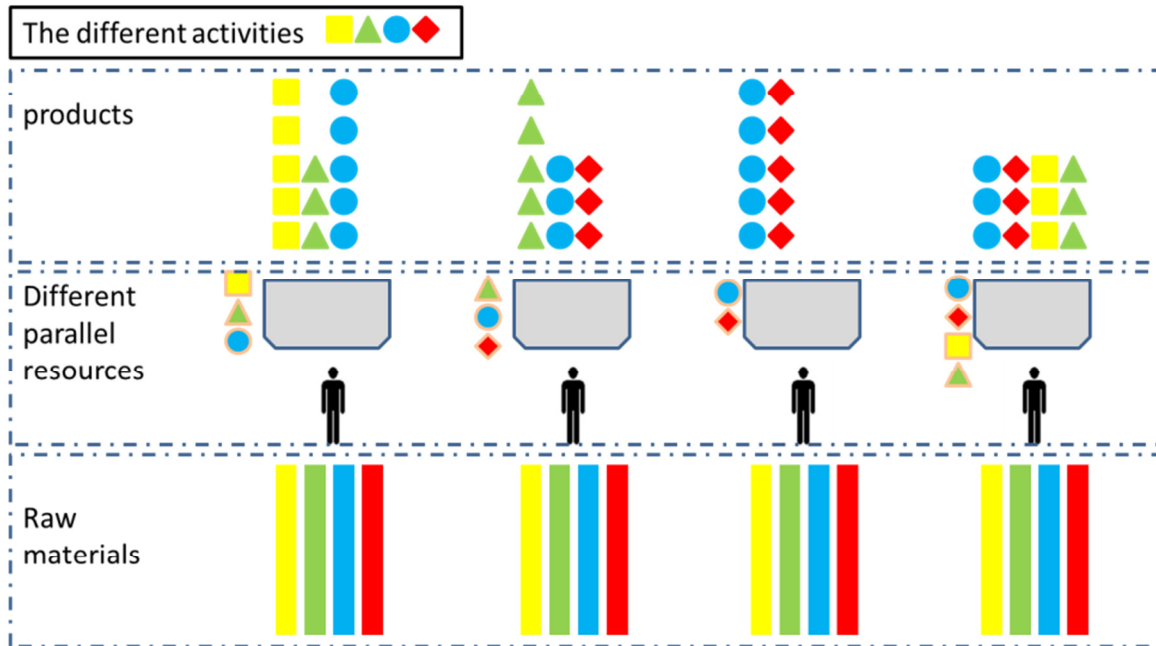 The different activities
products
Different
parallel
resources
Raw
materials